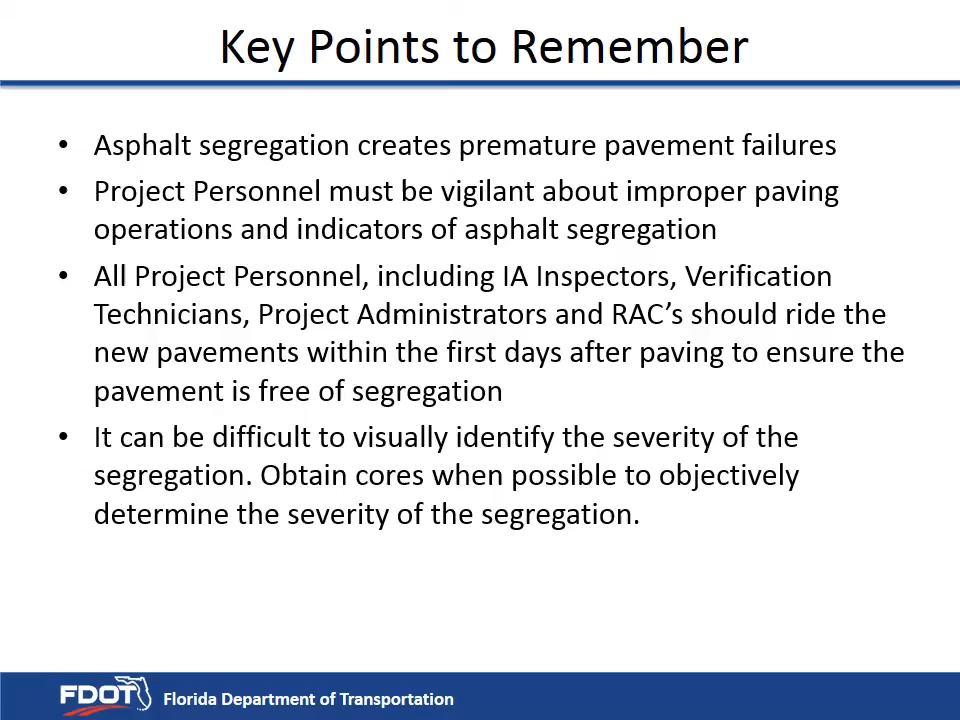 Key Points to Remember
• Asphalt segregation creates premature pavement failures
• Project Personnel must be vigilant about improper paving
operations and indicators of asphalt segregation
• All Project Personnel, including IA Inspectors, Verification
Technicians, Project Administrators and RAC’s should ride the
new pavements within the first days after paving to ensure the
pavement is free of segregation
• It can be difficult to visually identify the severity of the
segregation. Obtain cores when possible to objectively
determine the severity of the segregation.
FDOT Florida Department of Transportation